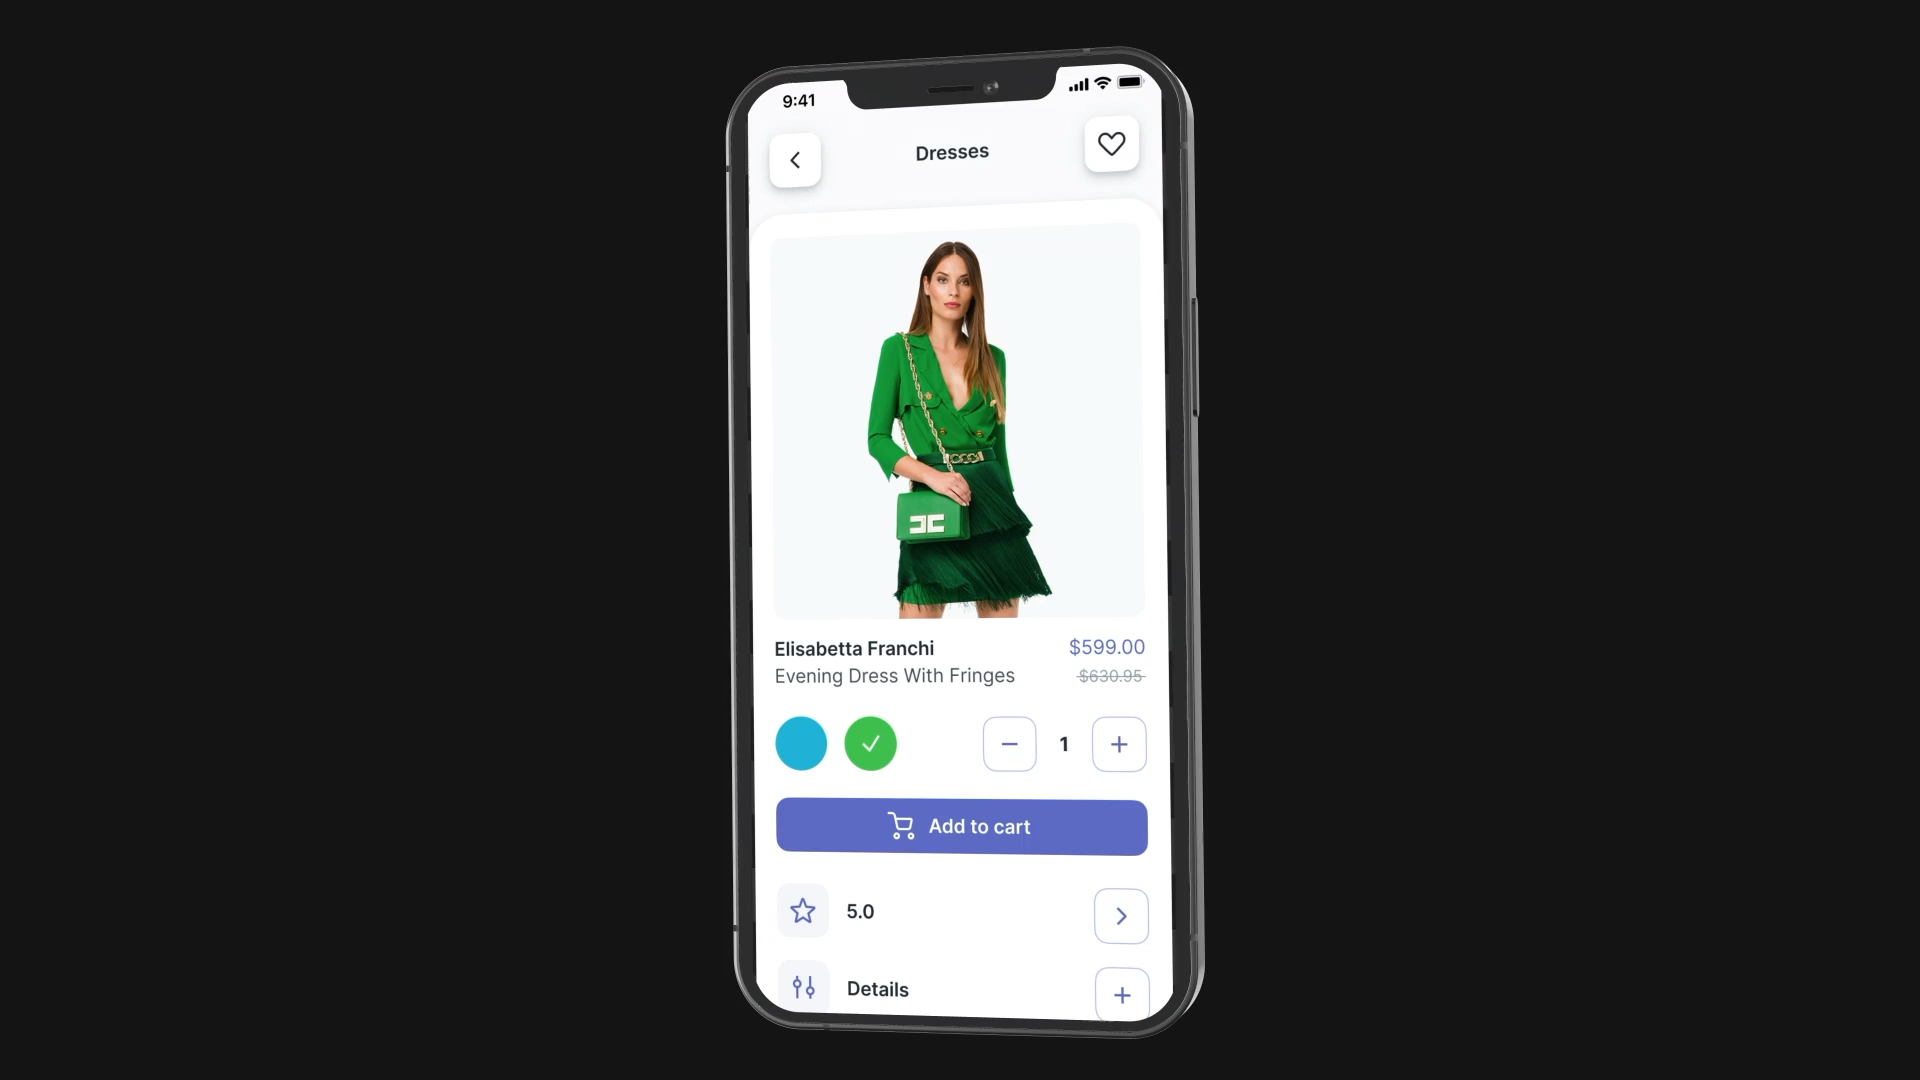 9:41
Dresses
Elisabetta Franchi
$599.00
Evening Dress With Fringes
$630.95
1
Add to cart
5.0
Details